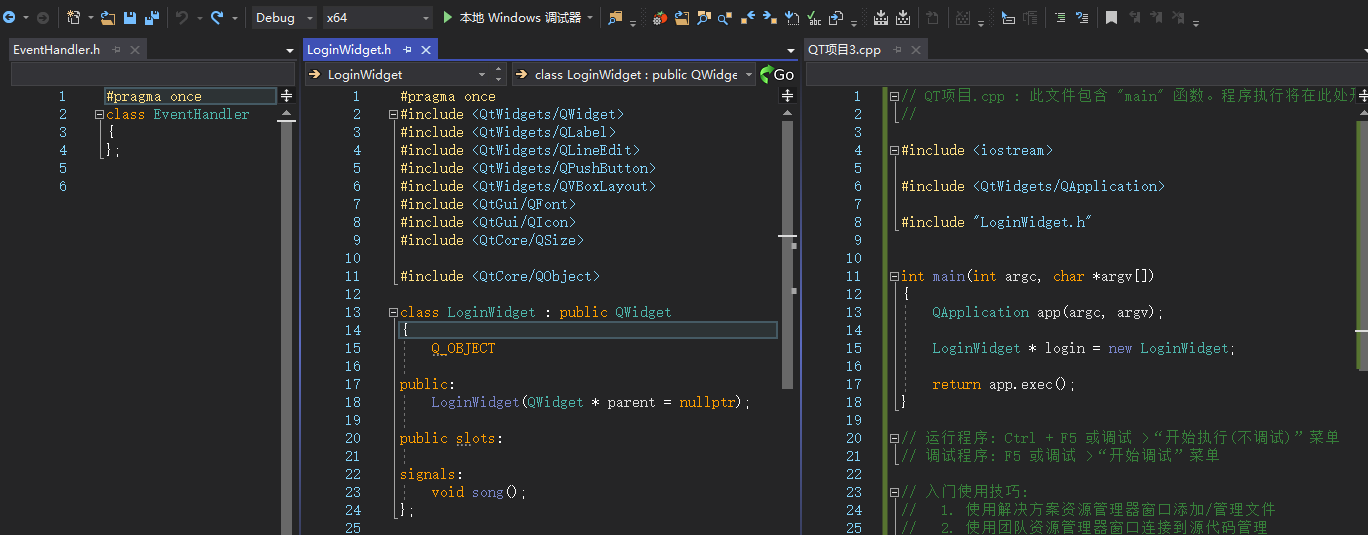 Debug x64 本地 Windows 调试器
EventHandler.h
1 #pragma once
2 class EventHandler
3 {
4 };
5
6
LoginWidget.h
LoginWidget class LoginWidget : public QWidge Go
1 #pragma once
2 #include <QtWidgets/QWidget>
3 #include <QtWidgets/QLabel>
4 #include <QtWidgets/QLineEdit>
5 #include <QtWidgets/QPushButton>
6 #include <QtWidgets/QVBoxLayout>
7 #include <QtGui/QFont>
8 #include <QtGui/QIcon>
9 #include <QtCore/QSize>
10
11 #include <QtCore/QObject>
12
13 class LoginWidget : public QWidget
14 {
15 Q_OBJECT
16
17 public:
18 LoginWidget(QWidget * parent = nullptr);
19
20 public slots:
21
22 signals:
23 void song();
24 };
25
QT项目3.cpp
1 // QT项目.cpp : 此文件包含 "main" 函数。程序执行将在此处
2 //
3
4 #include <iostream>
5
6 #include <QtWidgets/QApplication>
7
8 #include "LoginWidget.h"
9
10
11 int main(int argc, char *argv[])
12 {
13 QApplication app(argc, argv);
14
15 LoginWidget * login = new LoginWidget;
16
17 return app.exec();
18 }
19
20 // 运行程序: Ctrl + F5 或调试 >“开始执行(不调试)”菜单
21 // 调试程序: F5 或调试 >“开始调试”菜单
22
23 // 入门使用技巧:
24 // 1. 使用解决方案资源管理器窗口添加/管理文件
25 // 2. 使用团队资源管理器窗口连接到源代码管理